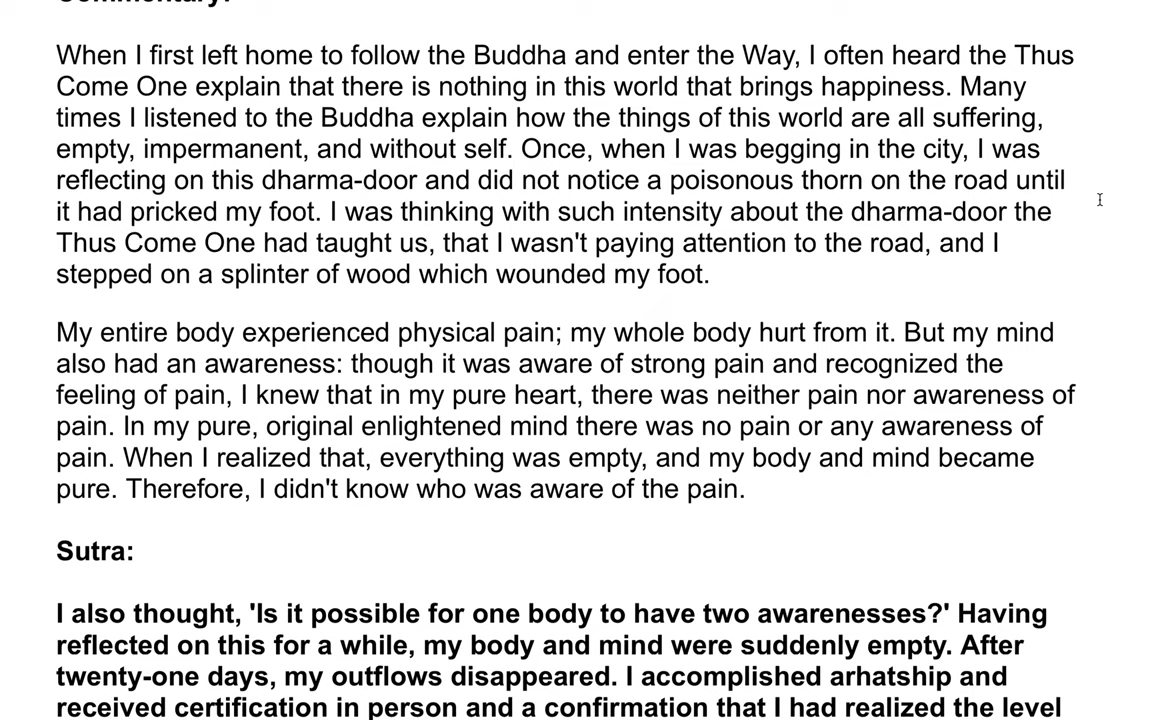 Commentary:
When I first left home to follow the Buddha and enter the Way, I often heard the Thus
Come One explain that there is nothing in this world that brings happiness. Many
times I listened to the Buddha explain how the things of this world are all suffering,
empty, impermanent, and without self. Once, when I was begging in the city, I was
reflecting on this dharma-door and did not notice a poisonous thorn on the road until
it had pricked my foot. I was thinking with such intensity about the dharma-door the
Thus Come One had taught us, that I wasn't paying attention to the road, and I
stepped on a splinter of wood which wounded my foot.
My entire body experienced physical pain; my whole body hurt from it. But my mind
also had an awareness: though it was aware of strong pain and recognized the
feeling of pain, I knew that in my pure heart, there was neither pain nor awareness of
pain. In my pure, original enlightened mind there was no pain or any awareness of
pain. When I realized that, everything was empty, and my body and mind became
pure. Therefore, I didn't know who was aware of the pain.
Sutra:
I also thought, 'Is it possible for one body to have two awarenesses?' Having
reflected on this for a while, my body and mind were suddenly empty. After
twenty-one days, my outflows disappeared. I accomplished arhatship and
received certification in person and a confirmation that I had realized the level